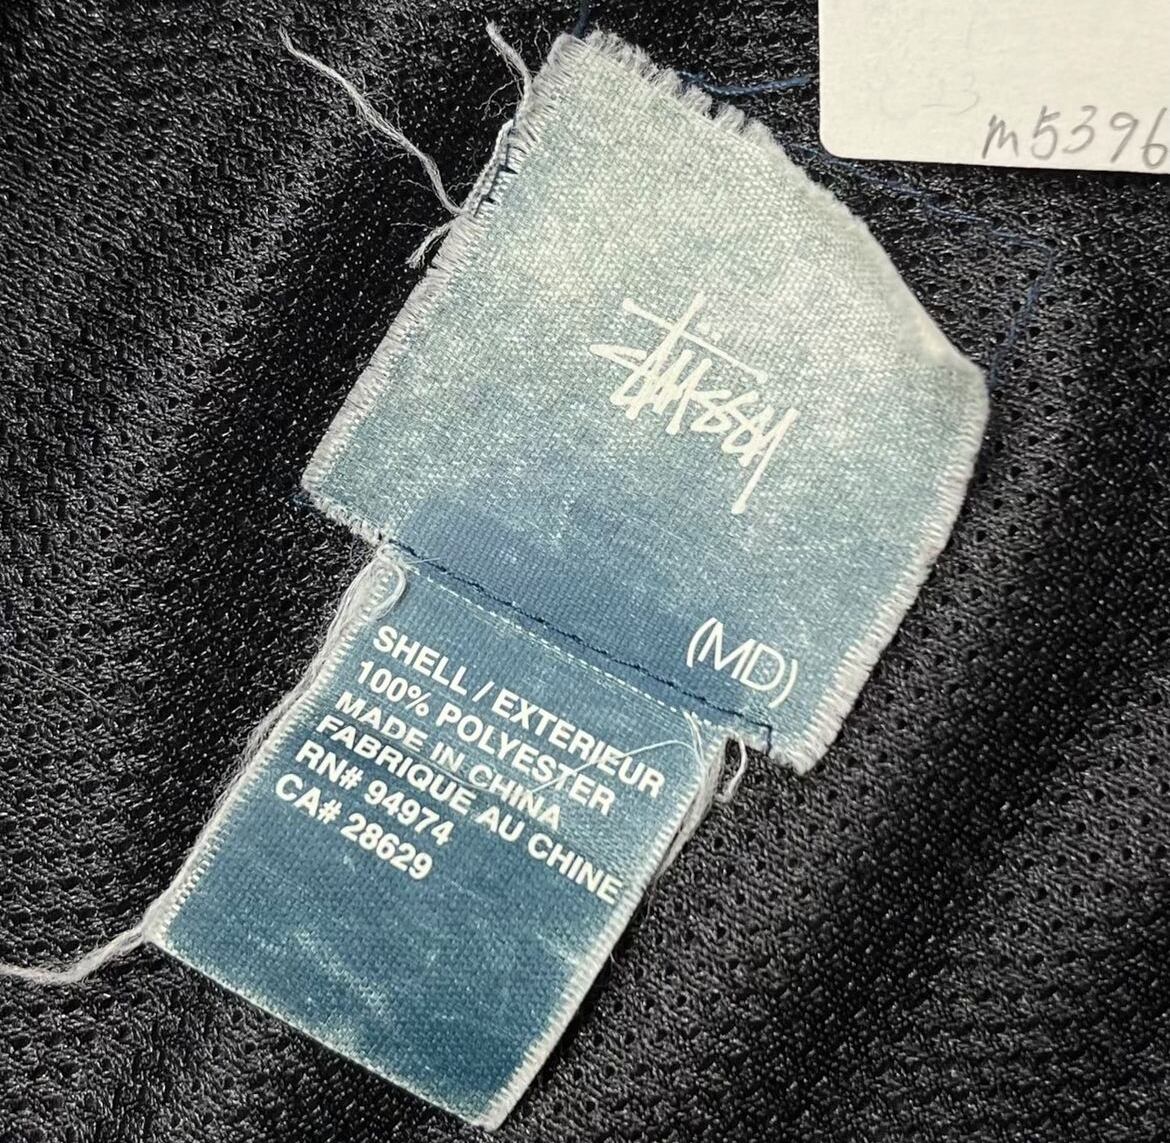 m5396
Stüssy
(MD)
SHELL / EXTERIEUR
100% POLYESTER
MADE IN CHINA
FABRIQUE AU CHINE
RN# 94974
CA# 28629